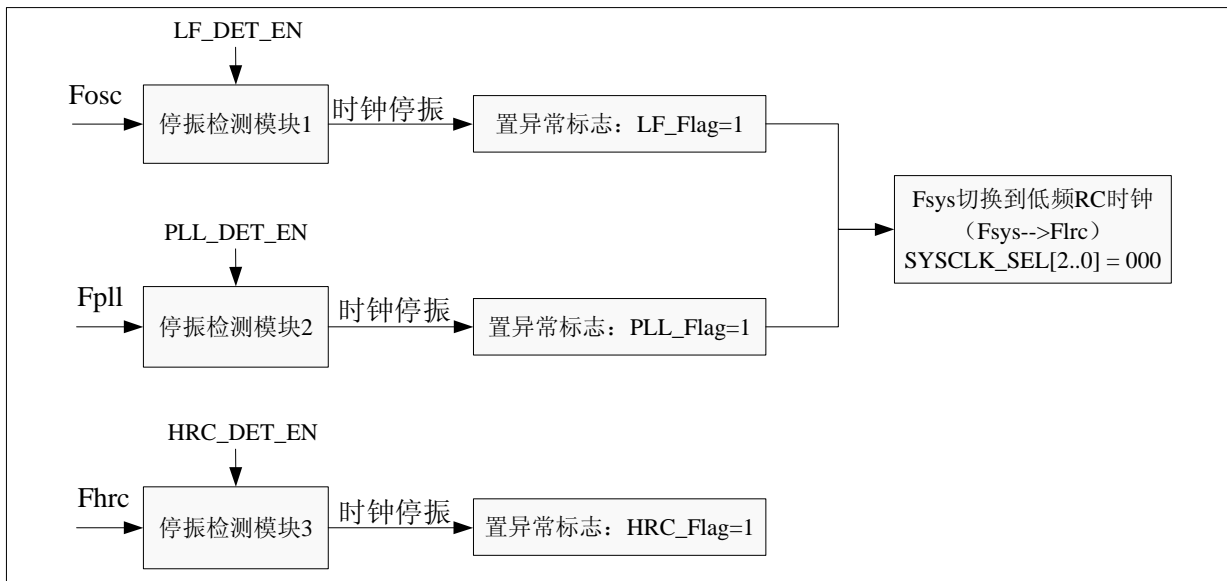 LF_DET_EN
Fosc
停振检测模块1
时钟停振
置异常标志：LF_Flag=1
Fsys切换到低频RC时钟
（Fsys-->Flrc）
SYSCLK_SEL[2..0] = 000
PLL_DET_EN
Fpll
停振检测模块2
时钟停振
置异常标志：PLL_Flag=1
HRC_DET_EN
Fhrc
停振检测模块3
时钟停振
置异常标志：HRC_Flag=1